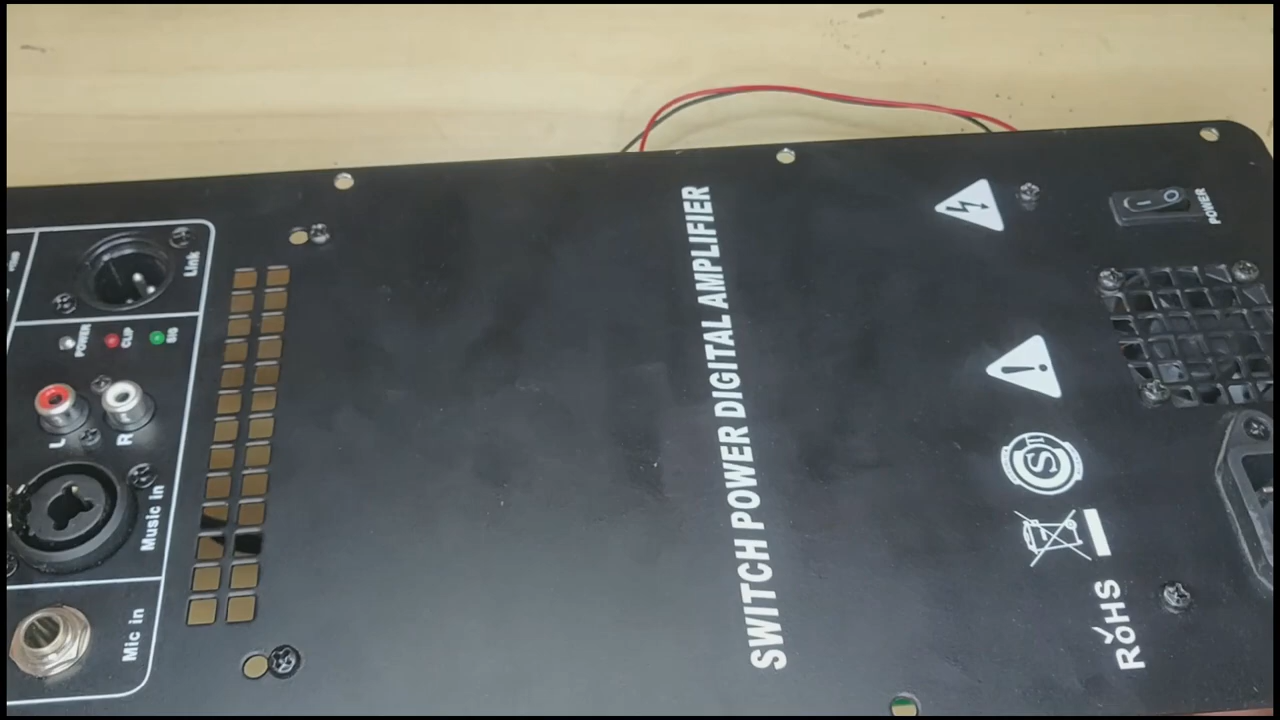 Link
POWER
CLIP
SIG
L
R
Music in
Mic in
SWITCH POWER DIGITAL AMPLIFIER
POWER
RoHS